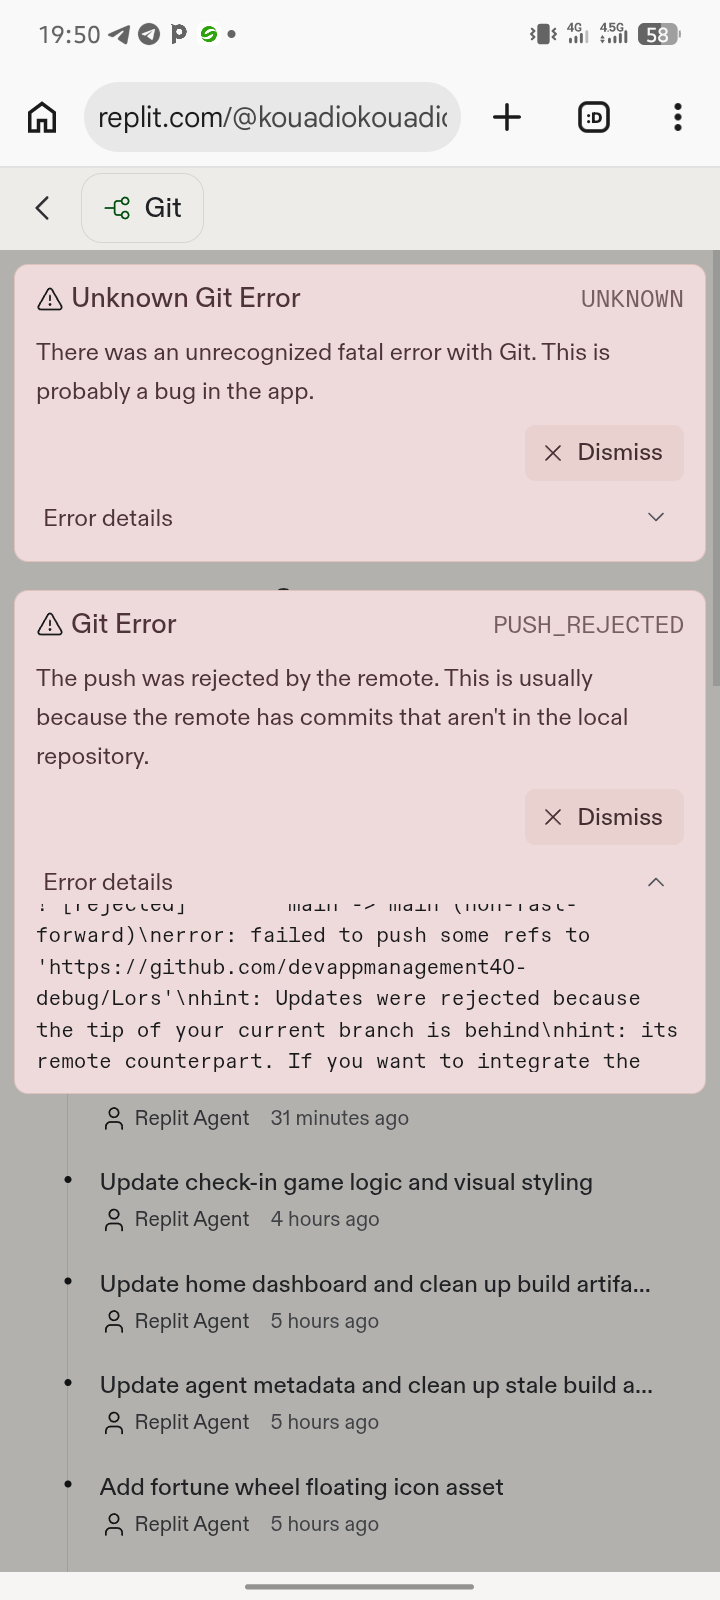 19:50
4G
4.5G
58
replit.com/@kouadiokouadio
:D
Git
Unknown Git Error
UNKNOWN
There was an unrecognized fatal error with Git. This is
probably a bug in the app.
Dismiss
Error details
Git Error
PUSH_REJECTED
The push was rejected by the remote. This is usually
because the remote has commits that aren't in the local
repository.
Dismiss
Error details
! [rejected]        main -> main (non-fast-
forward)\nerror: failed to push some refs to
'https://github.com/devappmanagement40-
debug/Lors'\nhint: Updates were rejected because
the tip of your current branch is behind\nhint: its
remote counterpart. If you want to integrate the
Replit Agent 31 minutes ago
Update check-in game logic and visual styling
Replit Agent 4 hours ago
Update home dashboard and clean up build artifa...
Replit Agent 5 hours ago
Update agent metadata and clean up stale build a...
Replit Agent 5 hours ago
Add fortune wheel floating icon asset
Replit Agent 5 hours ago